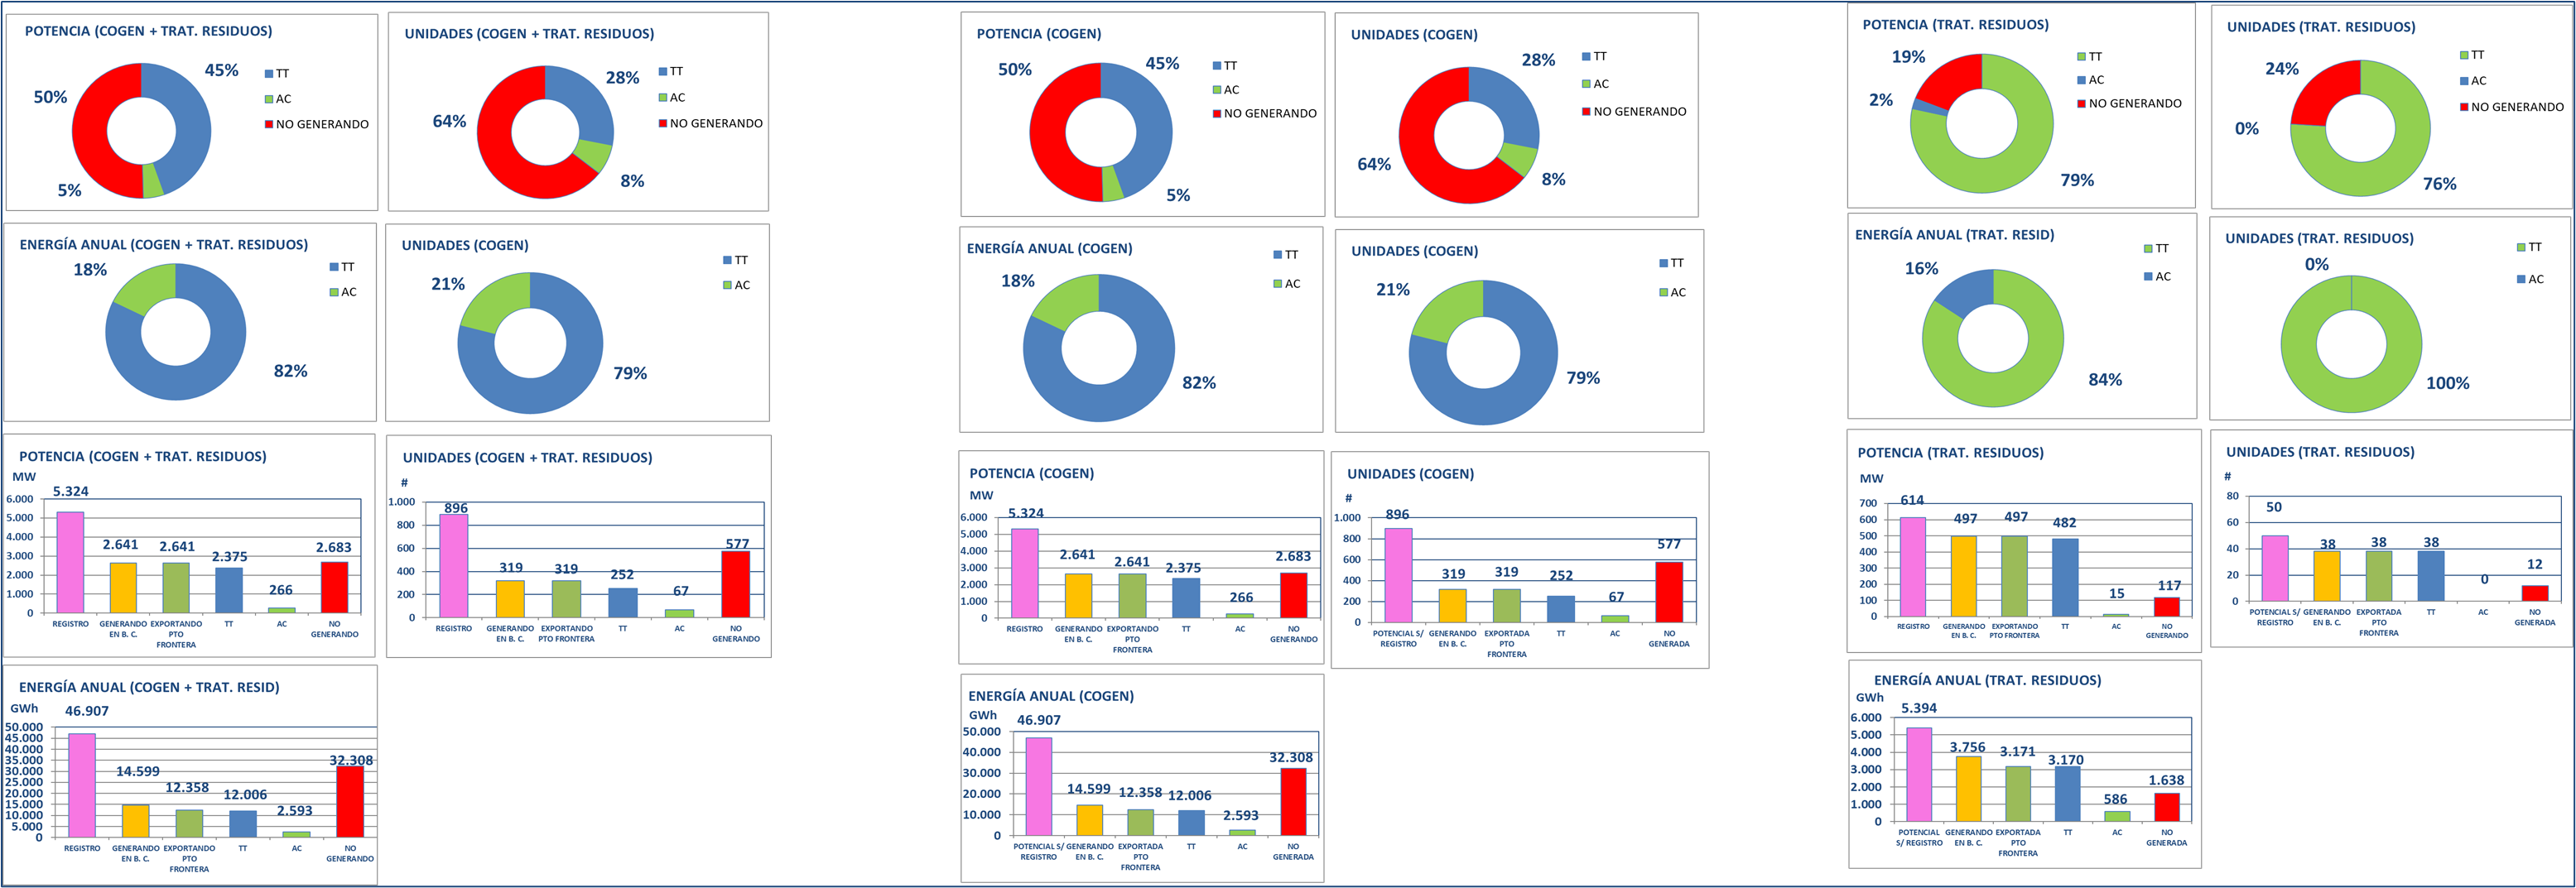 POTENCIA (COGEN + TRAT. RESIDUOS)
45%
50%
5%
TT
AC
NO GENERANDO
UNIDADES (COGEN + TRAT. RESIDUOS)
28%
64%
8%
TT
AC
NO GENERANDO
POTENCIA (COGEN)
50%
45%
5%
TT
AC
NO GENERANDO
UNIDADES (COGEN)
28%
64%
8%
TT
AC
NO GENERANDO
POTENCIA (TRAT. RESIDUOS)
19%
2%
79%
TT
AC
NO GENERANDO
UNIDADES (TRAT. RESIDUOS)
24%
0%
76%
TT
AC
NO GENERANDO
ENERGÍA ANUAL (COGEN + TRAT. RESIDUOS)
18%
82%
TT
AC
UNIDADES (COGEN)
21%
79%
TT
AC
ENERGÍA ANUAL (COGEN)
18%
82%
TT
AC
UNIDADES (COGEN)
21%
79%
TT
AC
ENERGÍA ANUAL (TRAT. RESID)
16%
84%
TT
AC
UNIDADES (TRAT. RESIDUOS)
0%
100%
TT
AC
POTENCIA (COGEN + TRAT. RESIDUOS)
MW
6.000
5.000
4.000
3.000
2.000
1.000
0
5.324
2.641
2.641
2.375
266
2.683
REGISTRO
GENERANDO EN B. C.
EXPORTANDO PTO FRONTERA
TT
AC
NO GENERANDO
UNIDADES (COGEN + TRAT. RESIDUOS)
#
1.000
800
600
400
200
0
896
319
319
252
67
577
REGISTRO
GENERANDO EN B. C.
EXPORTANDO PTO FRONTERA
TT
AC
NO GENERANDO
POTENCIA (COGEN)
MW
6.000
5.000
4.000
3.000
2.000
1.000
0
5.324
2.641
2.641
2.375
266
2.683
REGISTRO
GENERANDO EN B. C.
EXPORTANDO PTO FRONTERA
TT
AC
NO GENERANDO
UNIDADES (COGEN)
#
1.000
800
600
400
200
0
896
319
319
252
67
577
POTENCIAL S/ REGISTRO
GENERANDO EN B. C.
EXPORTADA PTO FRONTERA
TT
AC
NO GENERADA
POTENCIA (TRAT. RESIDUOS)
MW
700
600
500
400
300
200
100
0
614
497
497
482
15
117
REGISTRO
GENERANDO EN B. C.
EXPORTANDO PTO FRONTERA
TT
AC
NO GENERANDO
UNIDADES (TRAT. RESIDUOS)
#
80
60
40
20
0
50
38
38
38
0
12
POTENCIAL S/ REGISTRO
GENERANDO EN B. C.
EXPORTADA PTO FRONTERA
TT
AC
NO GENERADA
ENERGÍA ANUAL (COGEN + TRAT. RESID)
GWh
50.000
45.000
40.000
35.000
30.000
25.000
20.000
15.000
10.000
5.000
0
46.907
14.599
12.358
12.006
2.593
32.308
REGISTRO
GENERANDO EN B. C.
EXPORTANDO PTO FRONTERA
TT
AC
NO GENERANDO
ENERGÍA ANUAL (COGEN)
GWh
50.000
40.000
30.000
20.000
10.000
0
46.907
14.599
12.358
12.006
2.593
32.308
POTENCIAL S/ REGISTRO
GENERANDO EN B. C.
EXPORTADA PTO FRONTERA
TT
AC
NO GENERADA
ENERGÍA ANUAL (TRAT. RESIDUOS)
GWh
6.000
5.000
4.000
3.000
2.000
1.000
0
5.394
3.756
3.171
3.170
586
1.638
POTENCIAL S/ REGISTRO
GENERANDO EN B. C.
EXPORTADA PTO FRONTERA
TT
AC
NO GENERADA